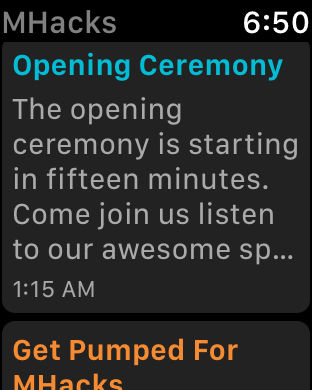 MHacks 6:50
Opening Ceremony
The opening
ceremony is starting
in fifteen minutes.
Come join us listen
to our awesome sp...
1:15 AM
Get Pumped For
MHacks